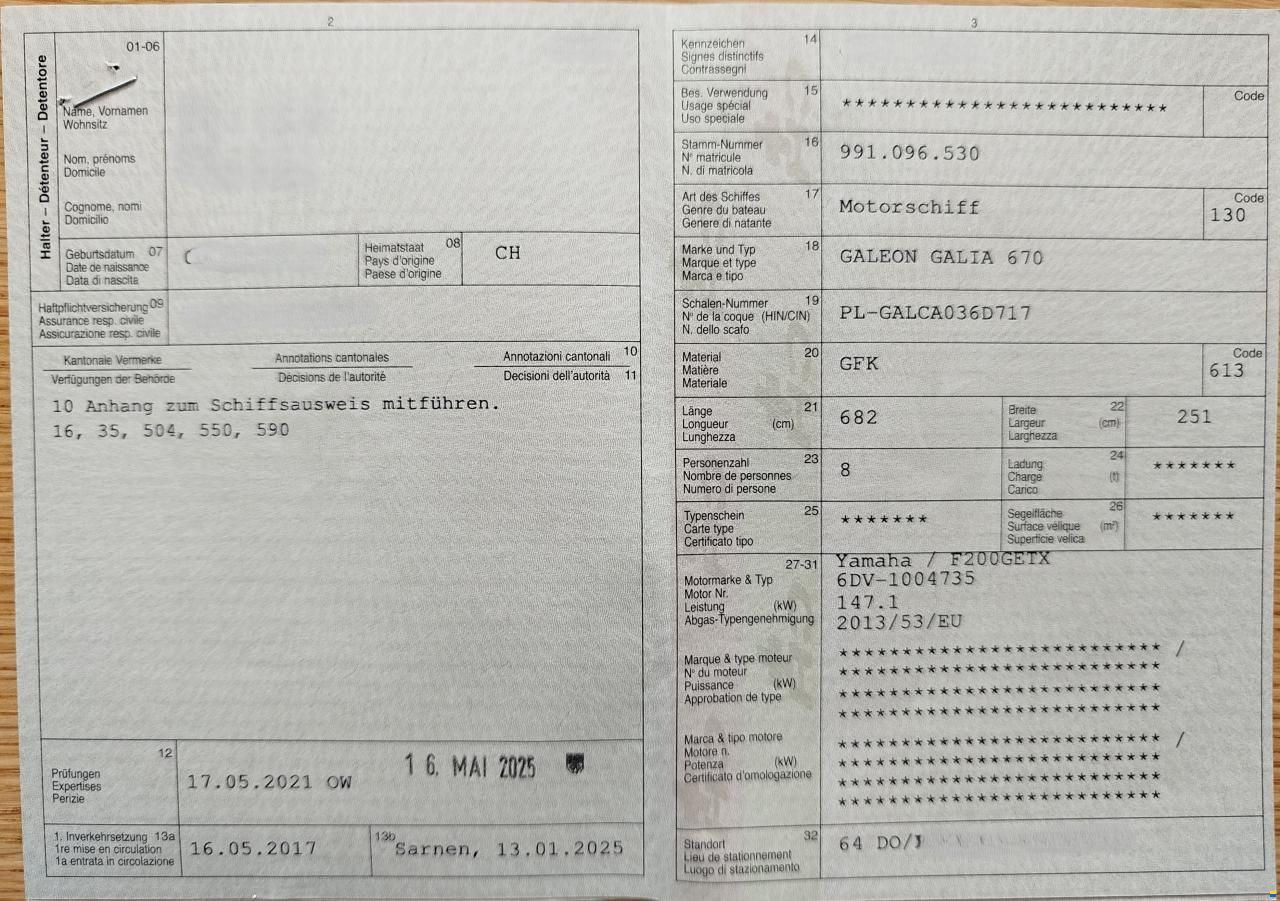 2
Halter – Détenteur – Detentore
01-06
Name, Vornamen
Wohnsitz
Nom, prénoms
Domicile
Cognome, nomi
Domicilio
Geburtsdatum 07
Date de naissance
Data di nascita
Heimatstaat 08
Pays d'origine
Paese d'origine
CH
Haftpflichtversicherung 09
Assurance resp. civile
Assicurazione resp. civile
Kantonale Vermerke Annotations cantonales Annotazioni cantonali 10
Verfügungen der Behörde Décisions de l'autorité Decisioni dell'autorità 11
10 Anhang zum Schiffsausweis mitführen.
16, 35, 504, 550, 590
12
Prüfungen
Expertises
Perizie
17.05.2021 OW
16. MAI 2025
1. Inverkehrsetzung 13a
1re mise en circulation
1a entrata in circolazione
16.05.2017
13b
Sarnen, 13.01.2025
3
Kennzeichen 14
Signes distinctifs
Contrassegni
Bes. Verwendung 15
Usage spécial
Uso speciale
*************************
Code
Stamm-Nummer 16
N° matricule
N. di matricola
991.096.530
Art des Schiffes 17
Genre du bateau
Genere di natante
Motorschiff
Code
130
Marke und Typ 18
Marque et type
Marca e tipo
GALEON GALIA 670
Schalen-Nummer 19
N° de la coque (HIN/CIN)
N. dello scafo
PL-GALCA036D717
Material 20
Matière
Materiale
GFK
Code
613
Länge 21
Longueur (cm)
Lunghezza
682
Breite 22
Largeur (cm)
Larghezza
251
Personenzahl 23
Nombre de personnes
Numero di persone
8
Ladung 24
Charge (t)
Carico
*******
Typenschein 25
Carte type
Certificato tipo
*******
Segelfläche 26
Surface vélique (m²)
Superficie velica
*******
27-31
Motormarke & Typ
Motor Nr.
Leistung (kW)
Abgas-Typengenehmigung
Yamaha / F200GETX
6DV-1004735
147.1
2013/53/EU
Marque & type moteur
N° du moteur
Puissance (kW)
Approbation de type
************************* /
*************************
*************************
*************************
Marca & tipo motore
Motore n.
Potenza (kW)
Certificato d'omologazione
************************* /
*************************
*************************
*************************
Standort 32
Lieu de stationnement
Luogo di stazionamento
64 DO/